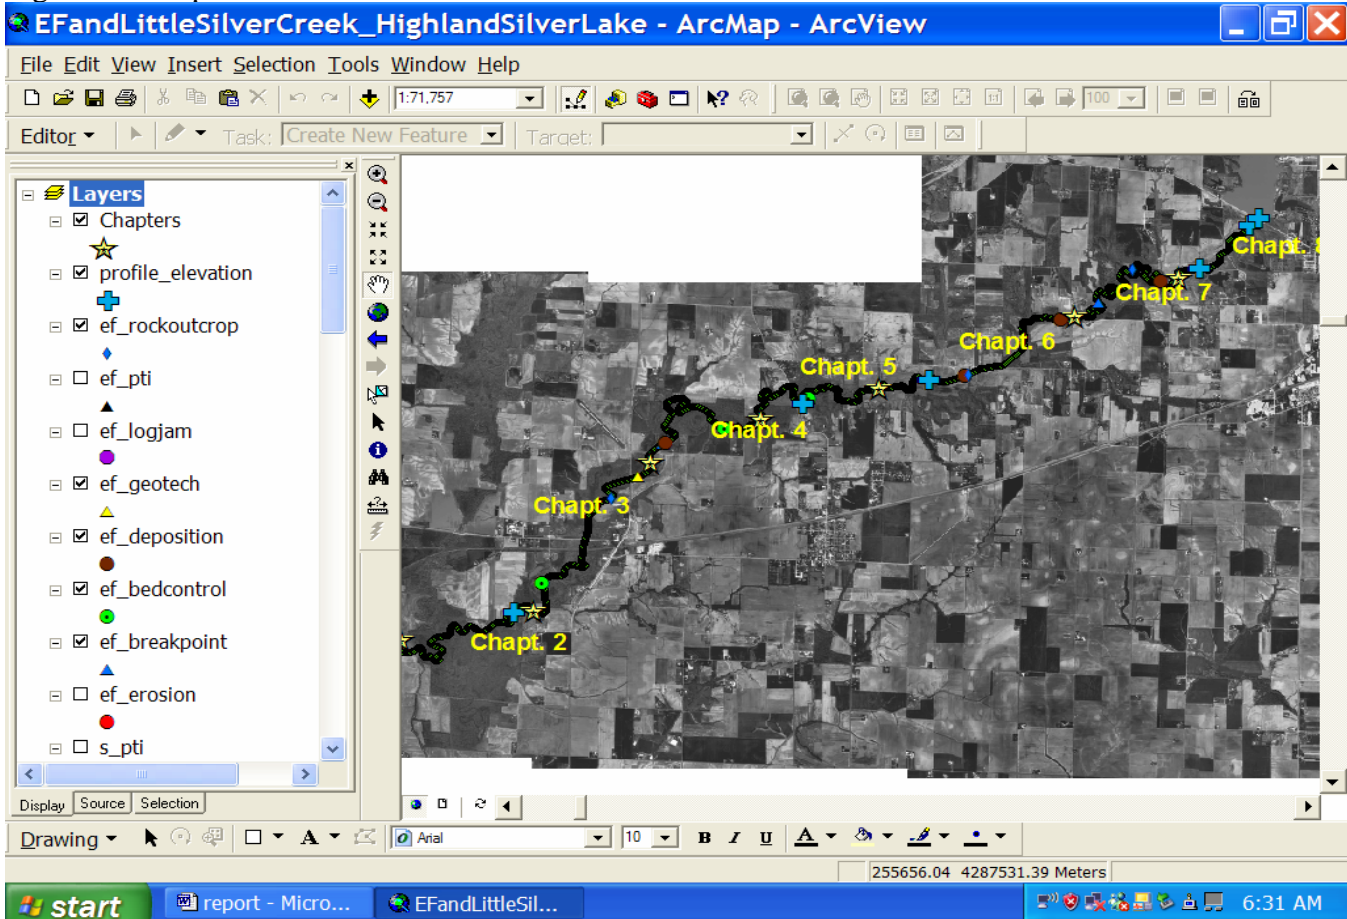 EFandLittleSilverCreek_HighlandSilverLake - ArcMap - ArcView
File Edit View Insert Selection Tools Window Help
1:71,757
100
Editor Task: Create New Feature Target:
Layers
Chapters
profile_elevation
ef_rockoutcrop
ef_pti
ef_logjam
ef_geotech
ef_deposition
ef_bedcontrol
ef_breakpoint
ef_erosion
s_pti
Chapt. 8
Chapt. 7
Chapt. 6
Chapt. 5
Chapt. 4
Chapt. 3
Chapt. 2
Display Source Selection
Drawing A Arial 10 B I U A
255656.04 4287531.39 Meters
start report - Micro... EFandLittleSil... 6:31 AM